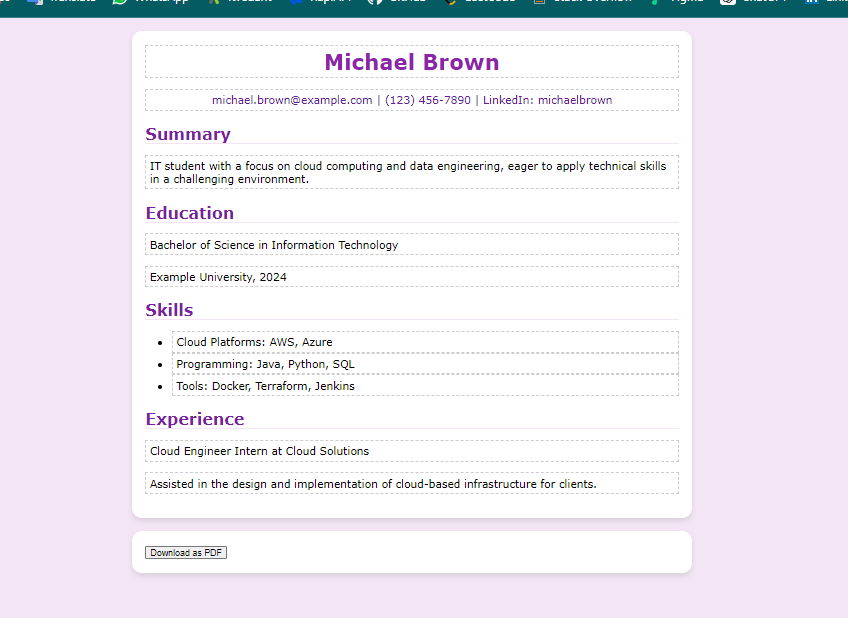 Michael Brown
michael.brown@example.com | (123) 456-7890 | LinkedIn: michaelbrown
Summary
IT student with a focus on cloud computing and data engineering, eager to apply technical skills
in a challenging environment.
Education
Bachelor of Science in Information Technology
Example University, 2024
Skills
Cloud Platforms: AWS, Azure
Programming: Java, Python, SQL
Tools: Docker, Terraform, Jenkins
Experience
Cloud Engineer Intern at Cloud Solutions
Assisted in the design and implementation of cloud-based infrastructure for clients.
Download as PDF